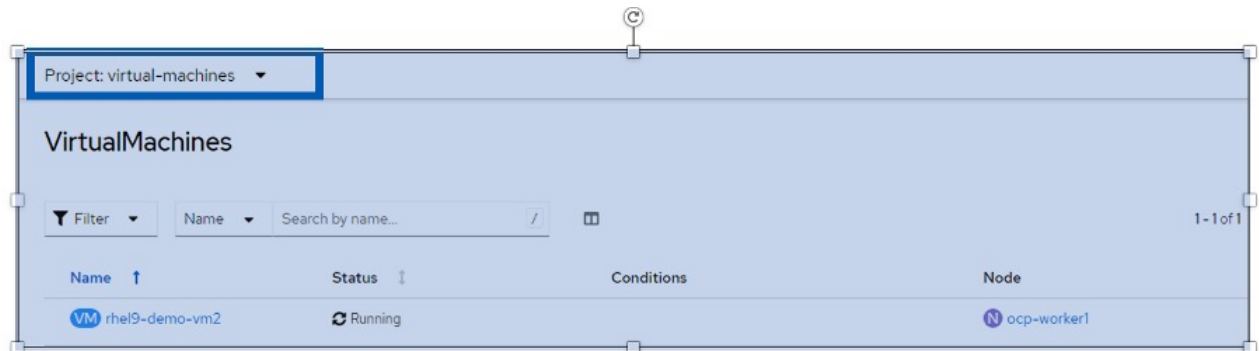 Project: virtual-machines
VirtualMachines
Filter Name Search by name... / 1-1 of 1
Name Status Conditions Node
VM rhel9-demo-vm2 Running N ocp-worker1